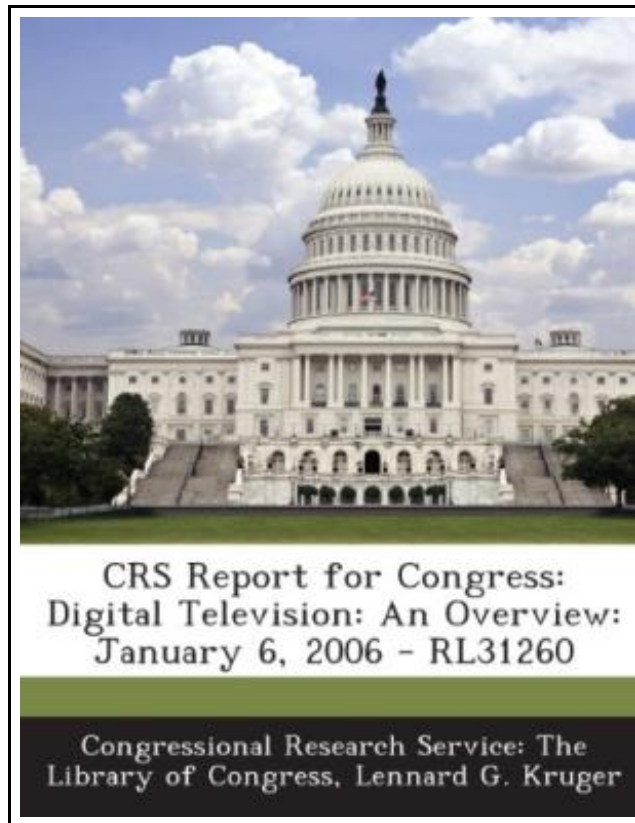 CRS Report for Congress:
Digital Television: An Overview:
January 6, 2006 - RL31260
Congressional Research Service: The
Library of Congress, Lennard G. Kruger